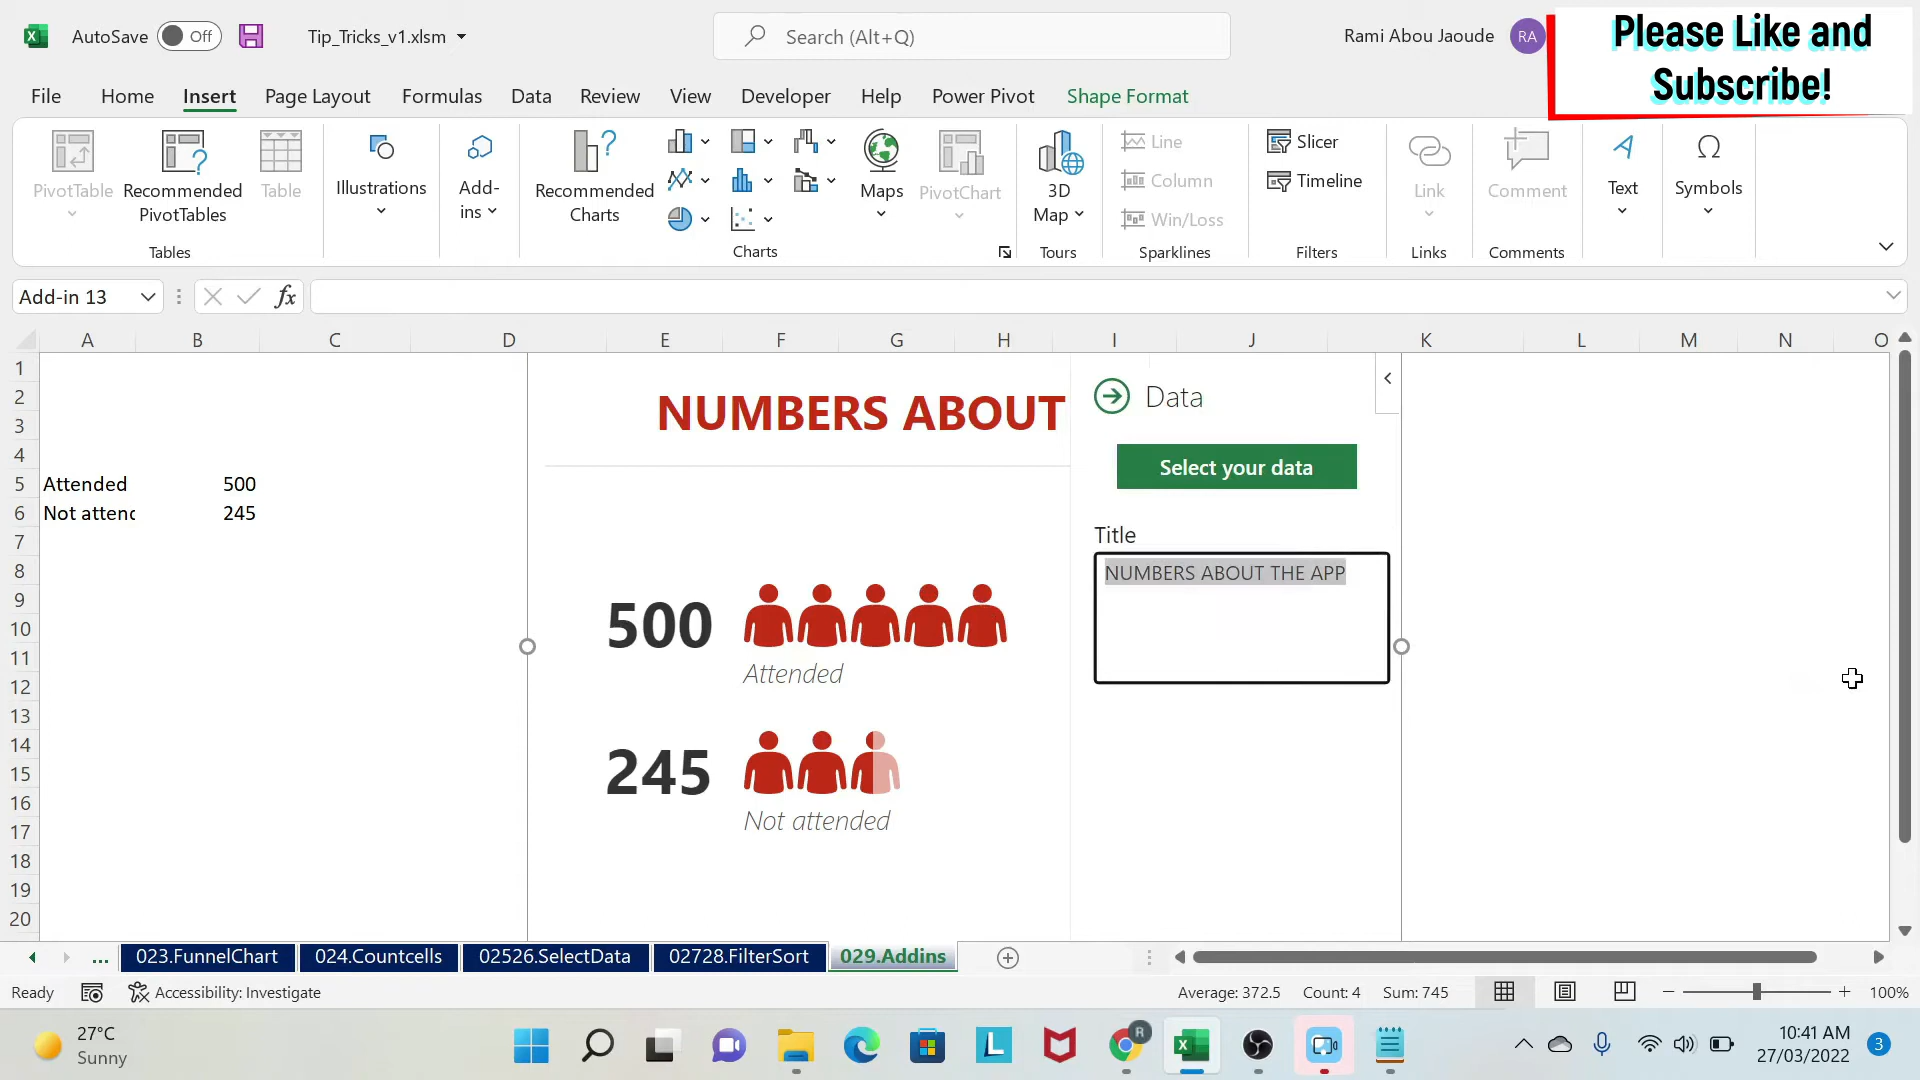 AutoSave Off Tip_Tricks_v1.xlsm Search (Alt+Q) Rami Abou Jaoude RA
Please Like and
Subscribe!
File Home Insert Page Layout Formulas Data Review View Developer Help Power Pivot Shape Format
PivotTable
Recommended
PivotTables
Table
Tables
Illustrations
Add-
ins
Recommended
Charts
Maps
PivotChart
Charts
3D
Map
Tours
Line
Column
Win/Loss
Sparklines
Slicer
Timeline
Filters
Link
Links
Comment
Comments
Text
Symbols
Add-in 13
fx
A B C D E F G H I J K L M N O
1
2
3
4
5 Attended 500
6 Not attend 245
7
8
9
10
11
12
13
14
15
16
17
18
19
20
NUMBERS ABOUT
500
Attended
245
Not attended
Data
Select your data
Title
NUMBERS ABOUT THE APP
... 023.FunnelChart 024.Countcells 02526.SelectData 02728.FilterSort 029.Addins
Ready Accessibility: Investigate Average: 372.5 Count: 4 Sum: 745 100%
27°C
Sunny
L
R
10:41 AM
27/03/2022
3